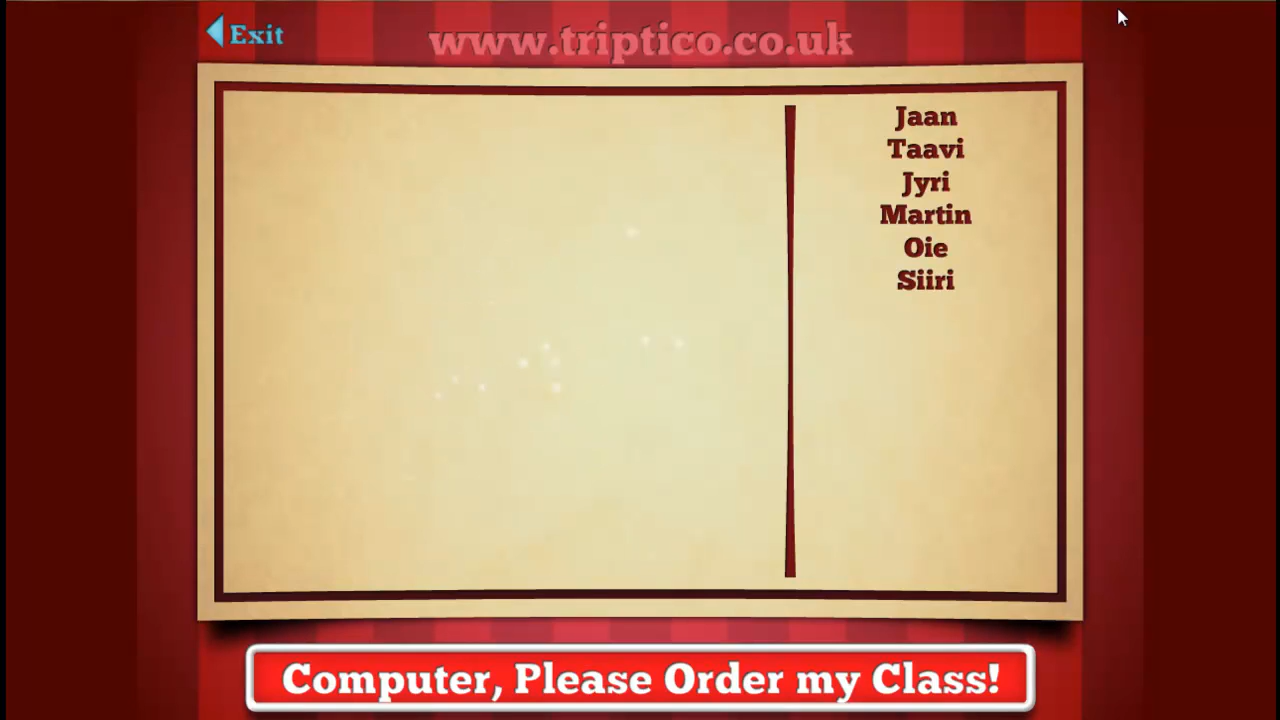 Exit
www.triptico.co.uk
Jaan
Taavi
Jyri
Martin
Oie
Siiri
Computer, Please Order my Class!